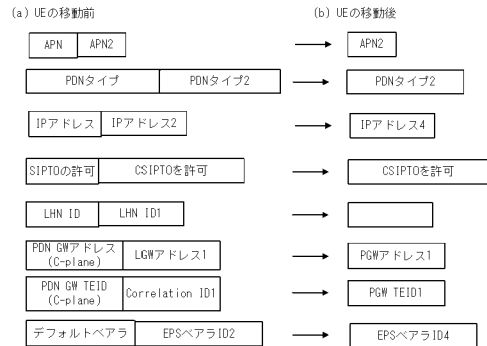 (a) UEの移動前 (b) UEの移動後
APN APN2 APN2
PDNタイプ PDNタイプ2 PDNタイプ2
IPアドレス IPアドレス2 IPアドレス4
SIPTOの許可 CSIPTOを許可 CSIPTOを許可
LHN ID LHN ID1
PDN GWアドレス
(C-plane) LGWアドレス1 PGWアドレス1
PDN GW TEID
(C-plane) Correlation ID1 PGW TEID1
デフォルトベアラ EPSベアラID2 EPSベアラID4